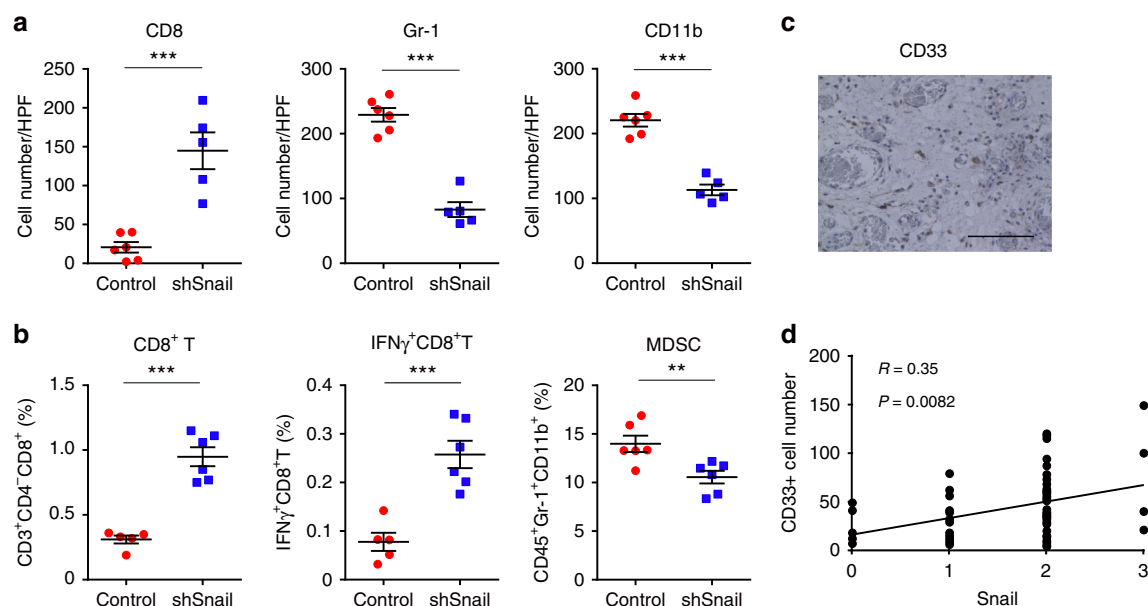 a
CD8
***
Cell number/HPF
250
200
150
100
50
0
Control shSnail
Gr-1
***
Cell number/HPF
300
200
100
0
Control shSnail
CD11b
***
Cell number/HPF
300
200
100
0
Control shSnail
c
CD33
b
CD8⁺ T
***
CD3⁺CD4⁻CD8⁺ (%)
1.5
1.0
0.5
0
Control shSnail
IFNγ⁺CD8⁺T
***
IFNγ⁺CD8⁺T (%)
0.4
0.3
0.2
0.1
0
Control shSnail
MDSC
**
CD45⁺Gr-1⁺CD11b⁺ (%)
20
15
10
5
0
Control shSnail
d
R = 0.35
P = 0.0082
CD33+ cell number
200
150
100
50
0
0 1 2 3
Snail